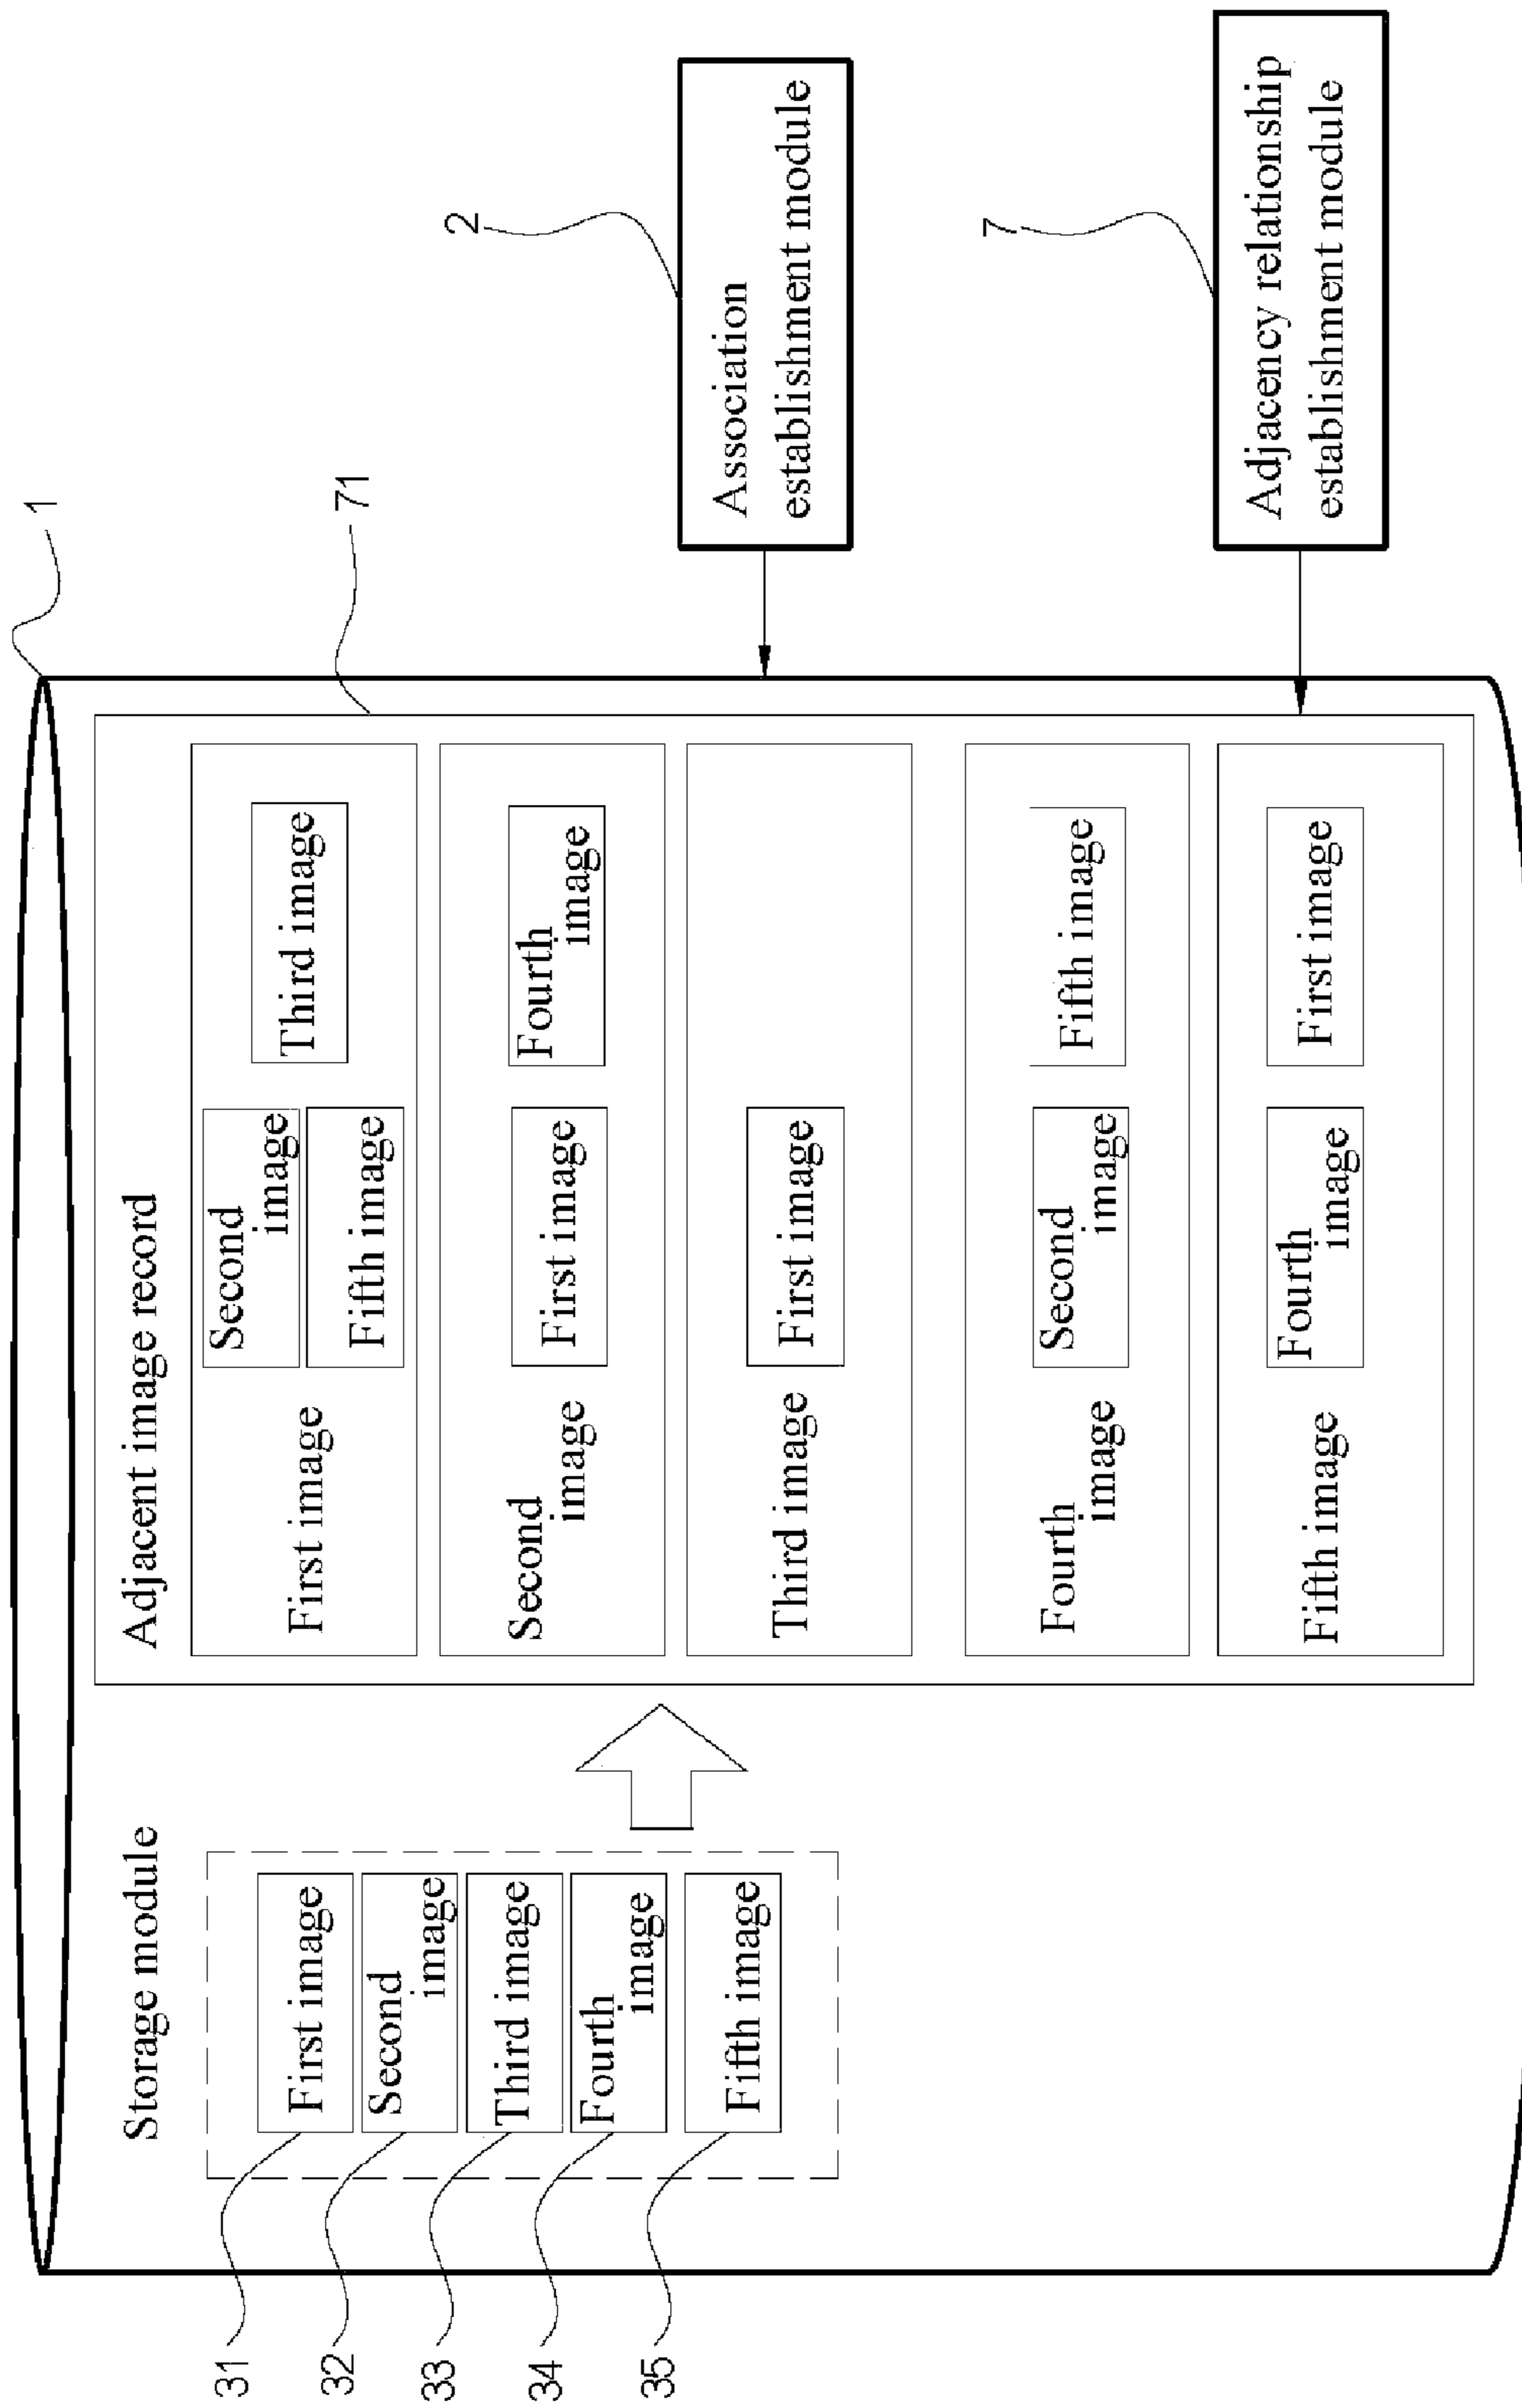 1
Storage module
Adjacent image record
71
31
First image
32
Second
image
33
Third image
34
Fourth
image
35
Fifth image
First image
Second
image
Fifth image
Third image
Second
image
First image
Fourth
image
Third image
First image
Fourth
image
Second
image
Fifth image
Fifth image
Fourth
image
First image
2
Association
establishment module
7
Adjacency relationship
establishment module